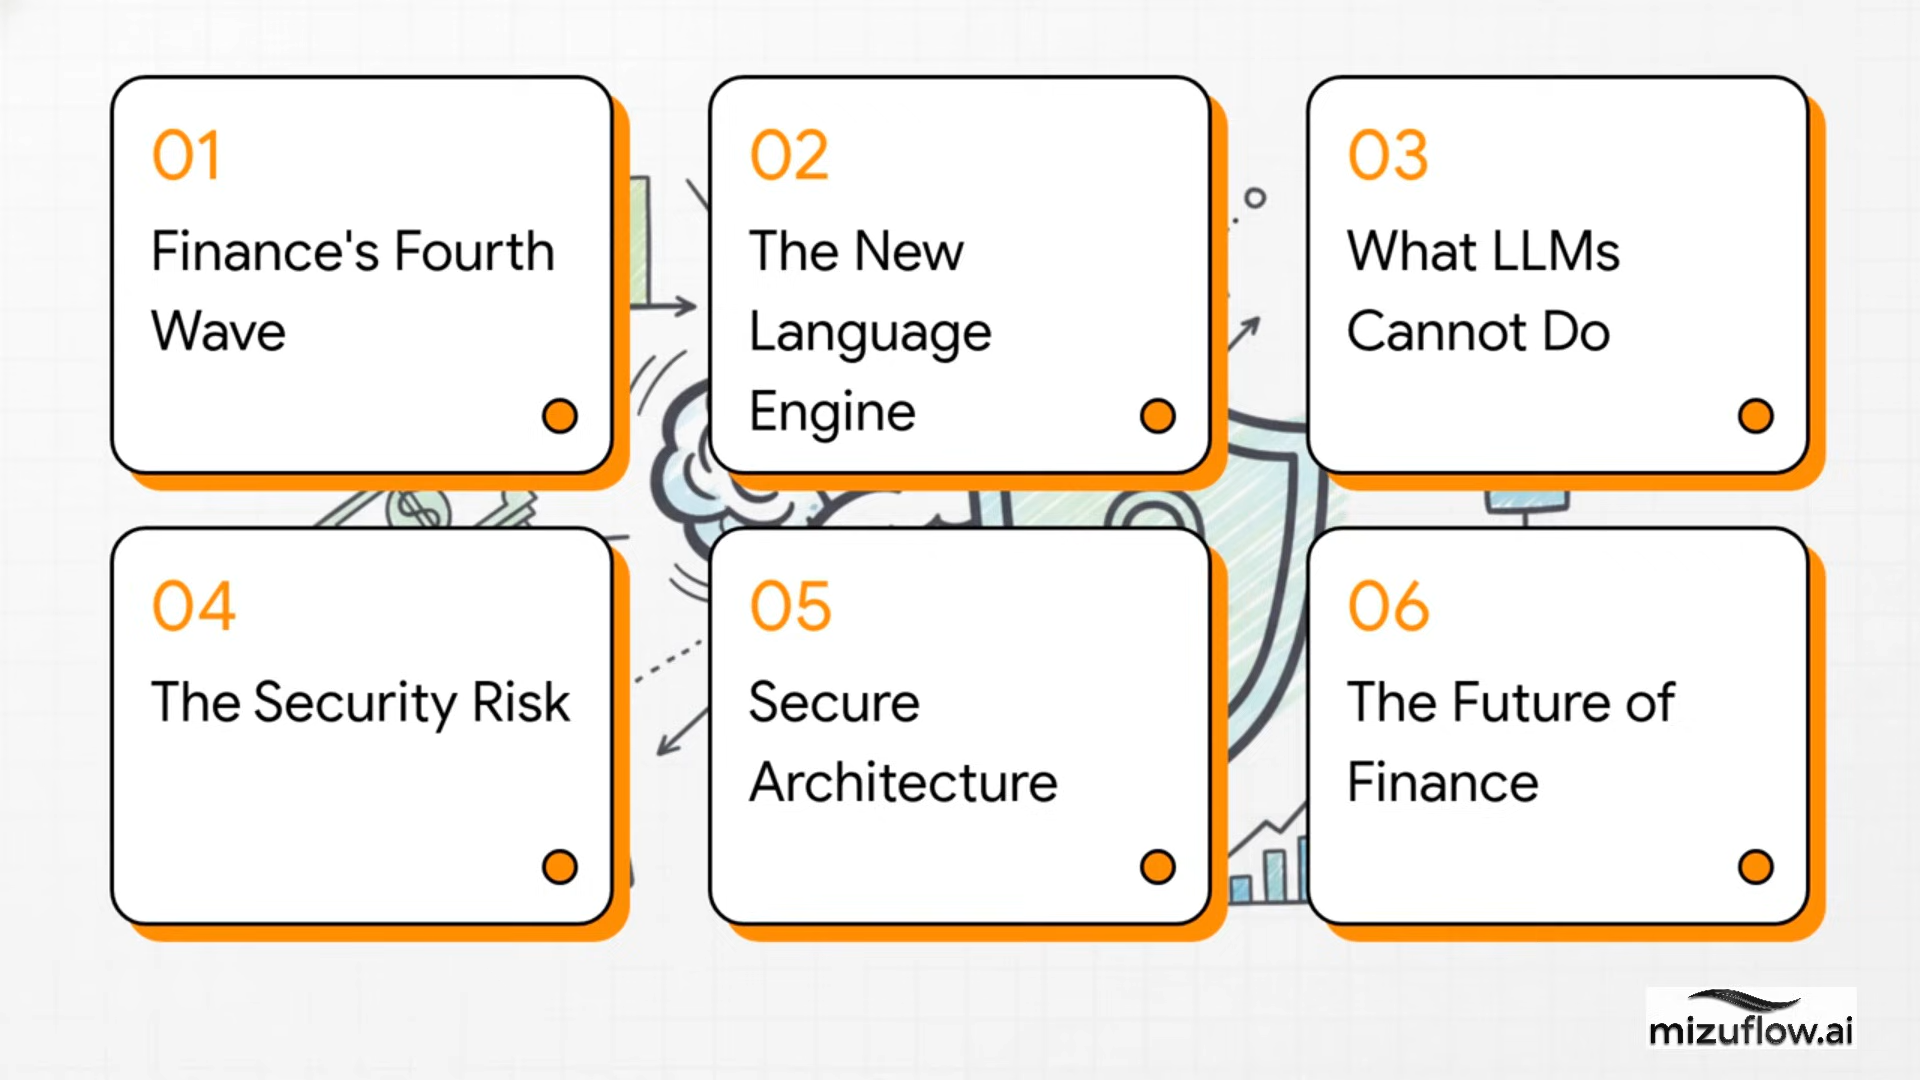 01
Finance's Fourth
Wave
02
The New
Language
Engine
03
What LLMs
Cannot Do
04
The Security Risk
05
Secure
Architecture
06
The Future of
Finance
mizuflow.ai